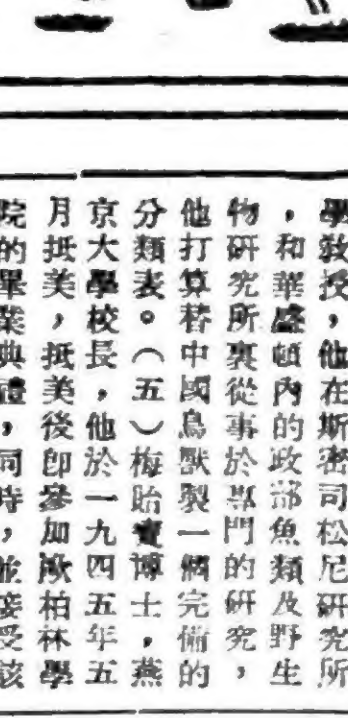 學敎授，他在斯密司松尼研究所
，和華盛頓內的政部魚類及野生
物研究所裏從事於專門的研究，
他打算替中國鳥獸製一個完備的
分類表。（五）梅貽寶博士，燕
京大學校長，他於一九四五年五
月抵美，抵美後卽參加歐柏林學
院的畢業典禮，同時，並接受該